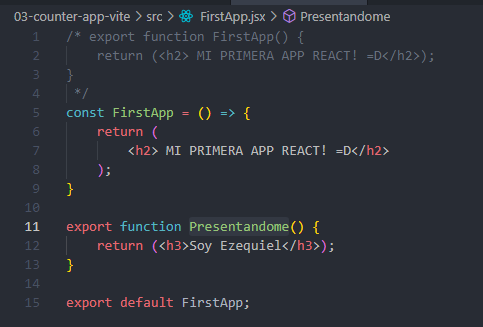 03-counter-app-vite > src > FirstApp.jsx > Presentandome
1 /* export function FirstApp() {
2 return (<h2> MI PRIMERA APP REACT! =D</h2>);
3 }
4 */
5 const FirstApp = () => {
6 return (
7 <h2> MI PRIMERA APP REACT! =D</h2>
8 );
9 }
10
11 export function Presentandome() {
12 return (<h3>Soy Ezequiel</h3>);
13 }
14
15 export default FirstApp;